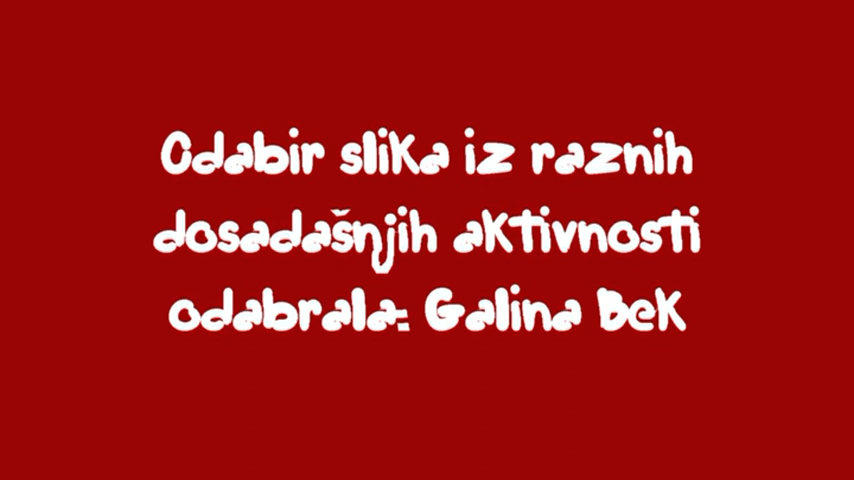 Odabir slika iz raznih
dosadašnjih aktivnosti
odabrala: Galina Bek